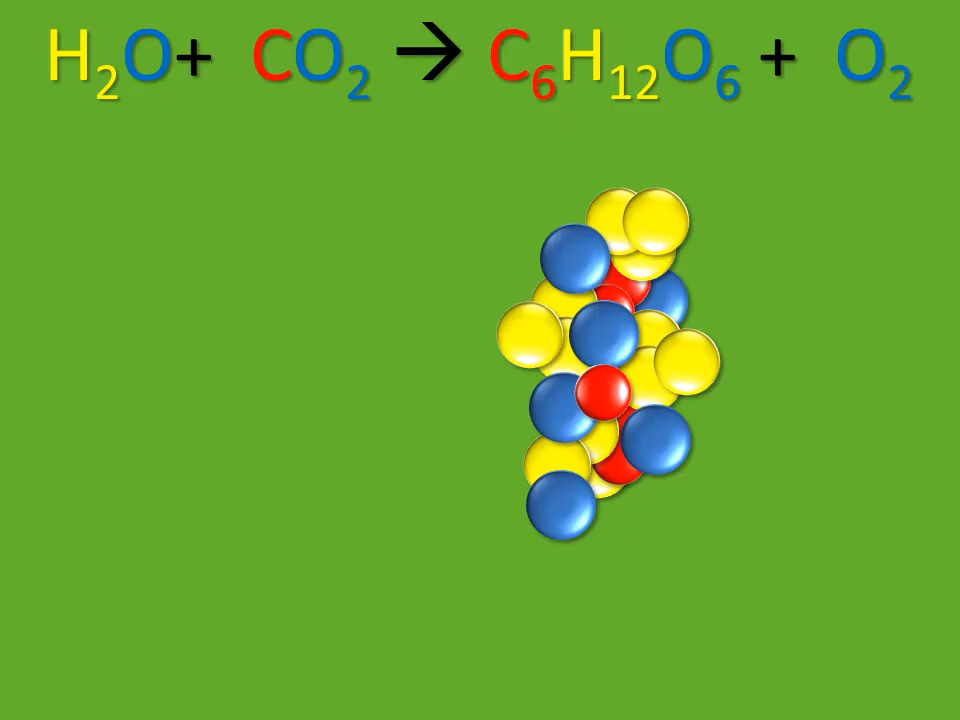 H₂O+ CO₂ → C₆H₁₂O₆ + O₂